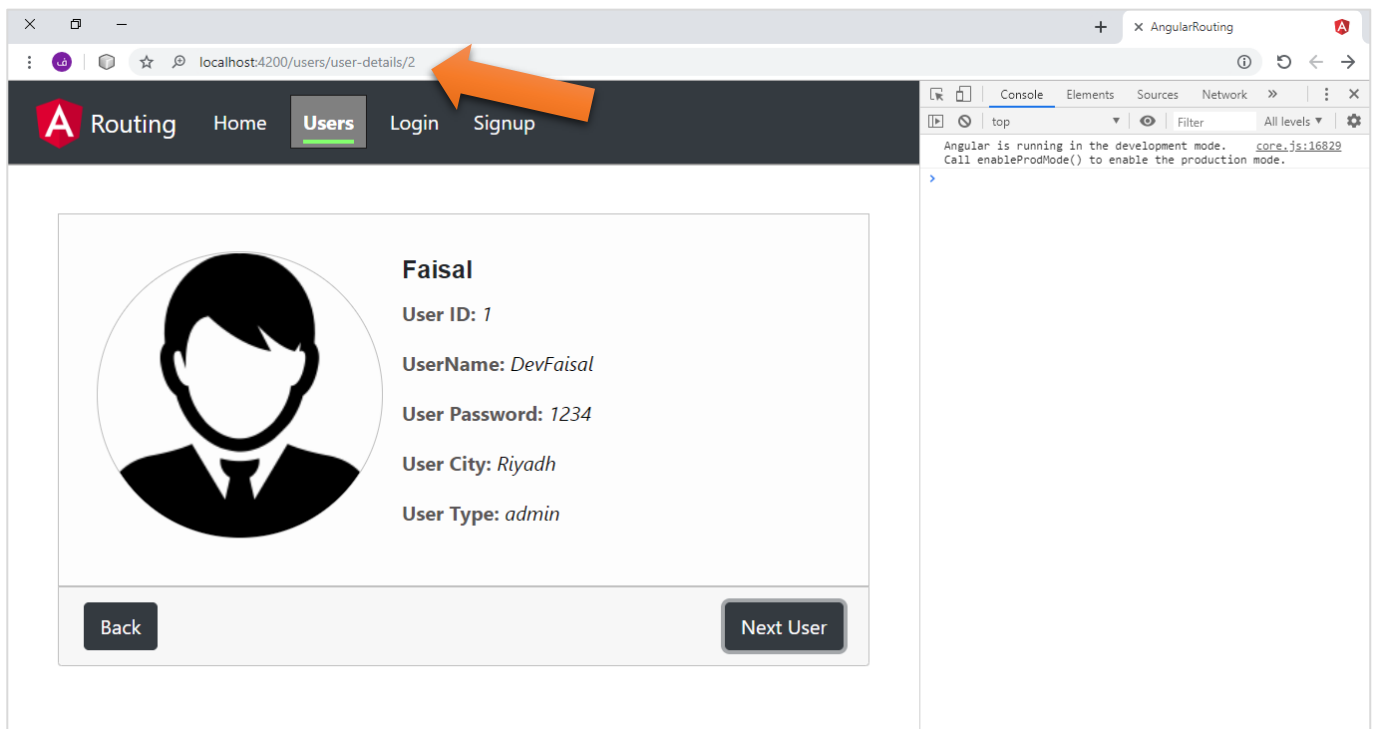 AngularRouting
localhost:4200/users/user-details/2
ف
Routing Home Users Login Signup
Console Elements Sources Network
top Filter All levels
Angular is running in the development mode. core.js:16829
Call enableProdMode() to enable the production mode.
Faisal
User ID: 1
UserName: DevFaisal
User Password: 1234
User City: Riyadh
User Type: admin
Back Next User